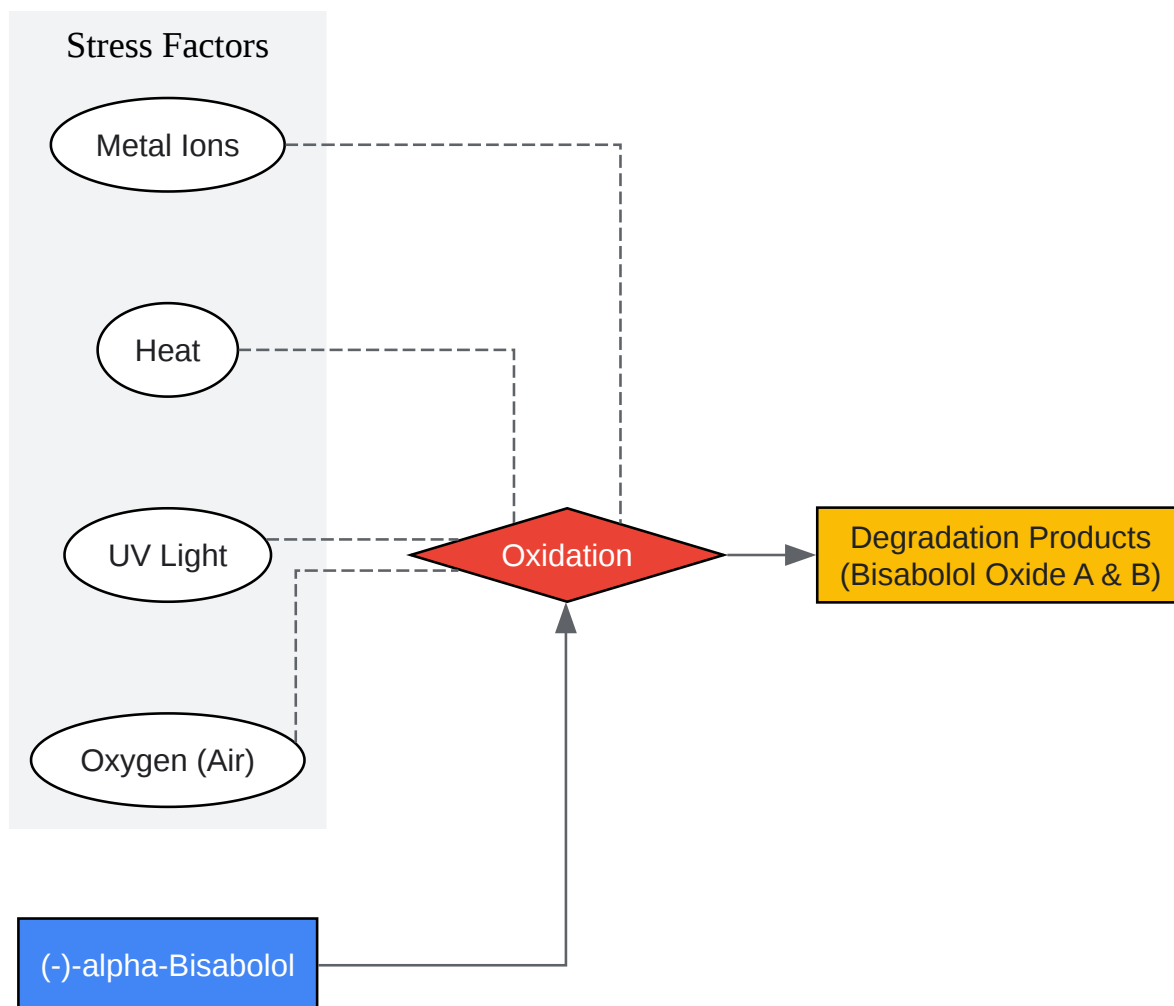 Stress Factors
Metal Ions
Heat
UV Light
Oxidation
Degradation Products
(Bisabolol Oxide A & B)
Oxygen (Air)
(-)-alpha-Bisabolol